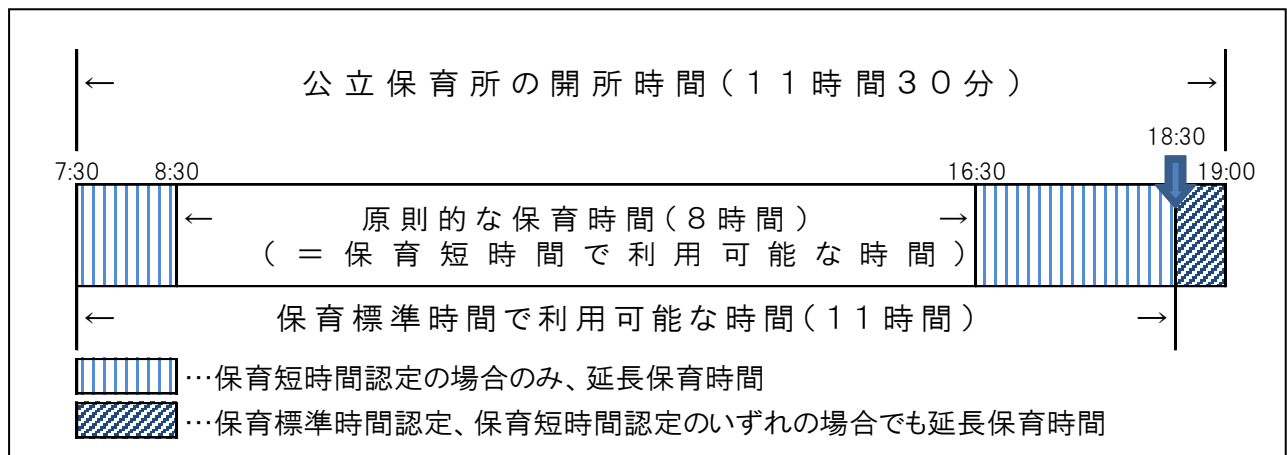 ← 公立保育所の開所時間(11時間30分) →
18:30
7:30 8:30 16:30 19:00
← 原則的な保育時間(8時間) →
(=保育短時間で利用可能な時間)
← 保育標準時間で利用可能な時間(11時間) →
…保育短時間認定の場合のみ、延長保育時間
…保育標準時間認定、保育短時間認定のいずれの場合でも延長保育時間